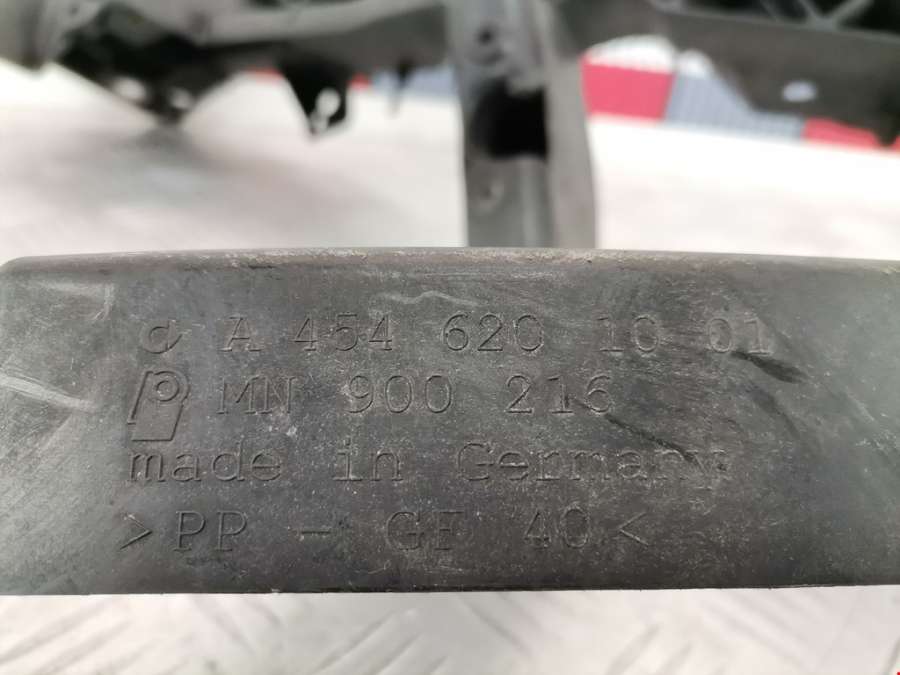 A 454 620 10 01
MN 900 216
made in Germany
>PP - GF 40<